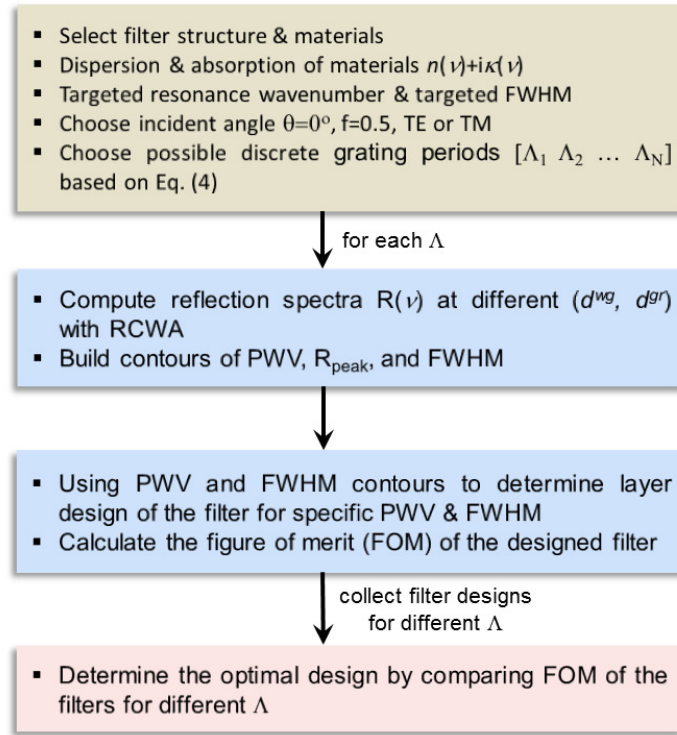 ▪ Select filter structure & materials
▪ Dispersion & absorption of materials n(ν)+iκ(ν)
▪ Targeted resonance wavenumber & targeted FWHM
▪ Choose incident angle θ=0°, f=0.5, TE or TM
▪ Choose possible discrete grating periods [Λ₁ Λ₂ … Λ_N]
based on Eq. (4)
for each Λ
▪ Compute reflection spectra R(ν) at different (d^wg, d^gr)
with RCWA
▪ Build contours of PWV, R_peak, and FWHM
▪ Using PWV and FWHM contours to determine layer
design of the filter for specific PWV & FWHM
▪ Calculate the figure of merit (FOM) of the designed filter
collect filter designs
for different Λ
▪ Determine the optimal design by comparing FOM of the
filters for different Λ